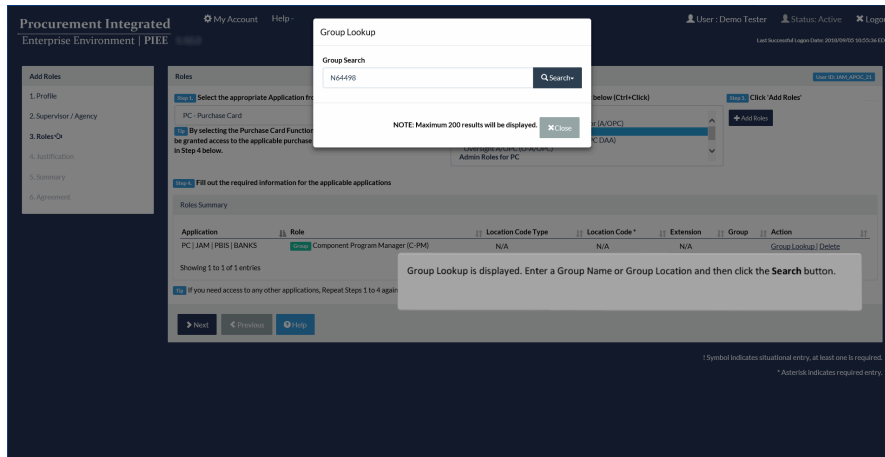 Procurement Integrated
Enterprise Environment | PIEE
My Account
Help
User : Demo Tester
Status: Active
Logo
Last Successful Logon Date: 2018/09/05 10:55:36 ED
Group Lookup
Group Search
N64498
Search
NOTE: Maximum 200 results will be displayed.
Close
Add Roles
1. Profile
2. Supervisor / Agency
3. Roles
4. Justification
5. Summary
6. Agreement
Roles
User ID: JAM_APOC_21
Step 1. Select the appropriate Application fr
below (Ctrl+Click)
Step 3. Click 'Add Roles'
PC - Purchase Card
or (A/OPC)
Add Roles
Tip By selecting the Purchase Card Function
be granted access to the applicable purchase
PC DAA)
in Step 4 below.
Oversight A/OPC (O-A/OPC)
Admin Roles for PC
Step 4. Fill out the required information for the applicable applications
Roles Summary
Application Role Location Code Type Location Code * Extension Group Action
PC | JAM | PBIS | BANKS Group Component Program Manager (C-PM) N/A N/A N/A Group Lookup | Delete
Showing 1 to 1 of 1 entries
Group Lookup is displayed. Enter a Group Name or Group Location and then click the Search button.
Tip If you need access to any other applications, Repeat Steps 1 to 4 again
Next
Previous
Help
! Symbol indicates situational entry, at least one is required.
* Asterisk indicates required entry.